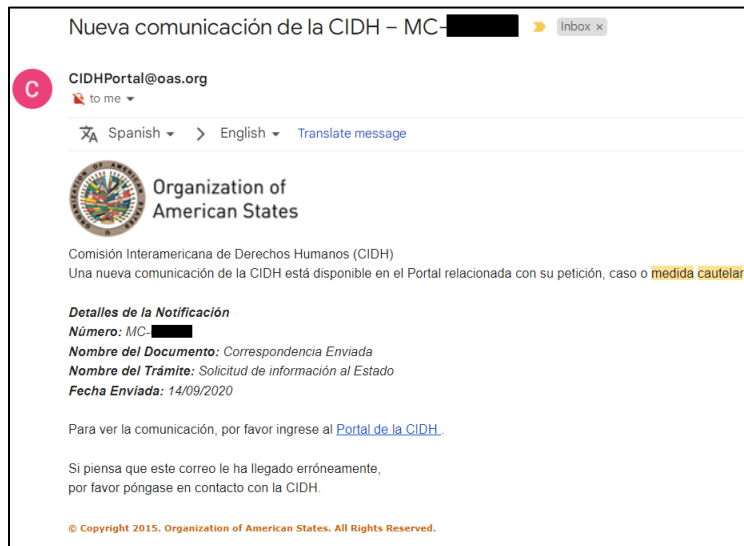 Nueva comunicación de la CIDH – MC-
Inbox ×
C
CIDHPortal@oas.org
to me
Spanish > English Translate message
Organization of
American States
Comisión Interamericana de Derechos Humanos (CIDH)
Una nueva comunicación de la CIDH está disponible en el Portal relacionada con su petición, caso o medida cautelar
Detalles de la Notificación
Número: MC-
Nombre del Documento: Correspondencia Enviada
Nombre del Trámite: Solicitud de información al Estado
Fecha Enviada: 14/09/2020
Para ver la comunicación, por favor ingrese al Portal de la CIDH .
Si piensa que este correo le ha llegado erróneamente,
por favor póngase en contacto con la CIDH.
© Copyright 2015. Organization of American States. All Rights Reserved.